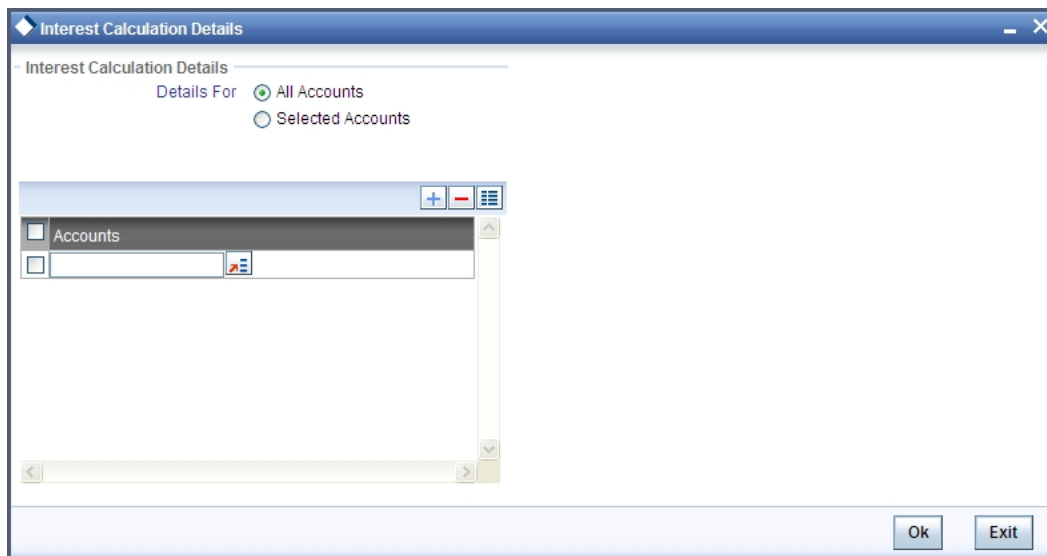 Interest Calculation Details
Interest Calculation Details
Details For All Accounts
Selected Accounts
Accounts
Ok Exit